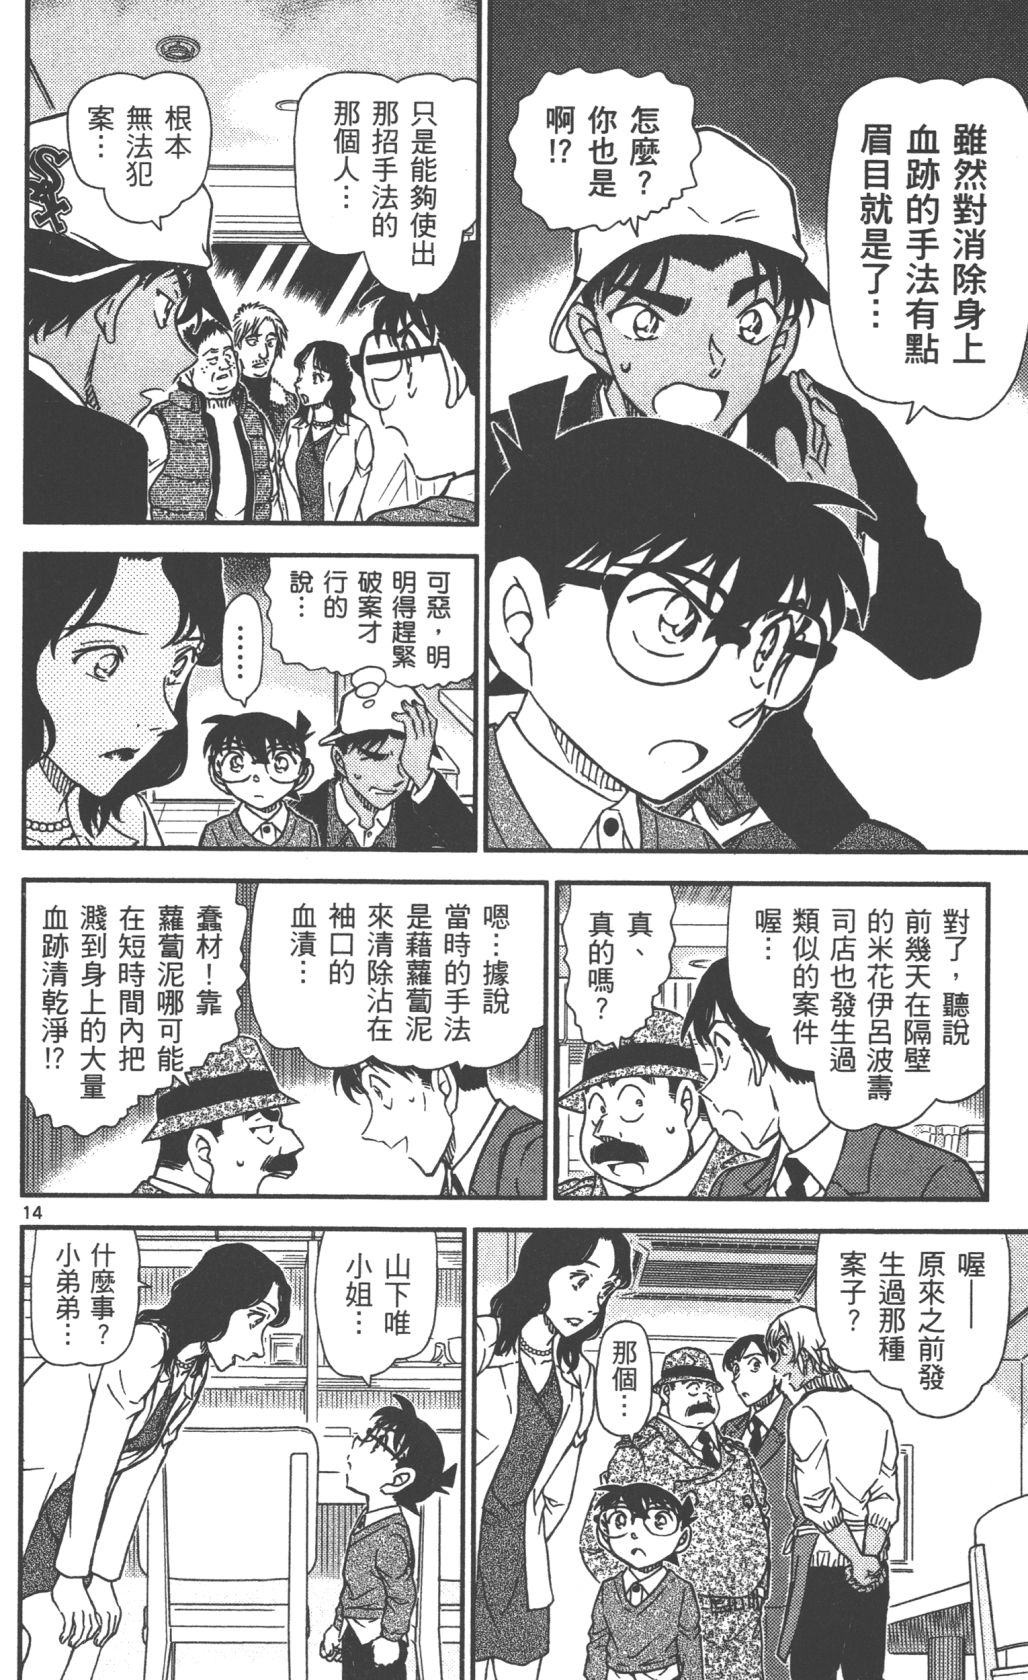 雖然對消除身上
血跡的手法有點
眉目就是了…
怎麼?
你也是
啊!?
只是能夠使出
那招手法的
那個人…
根本
無法犯
案…
可惡,明
明得趕緊
破案才
行的
說…
………
對了,聽說
前幾天在隔壁
的米花伊呂波壽
司店也發生過
類似的案件
喔…
真、
真的嗎?
嗯…據說
當時的手法
是藉蘿蔔泥
來清除沾在
袖口的
血漬…
蠢材!靠
蘿蔔泥哪可能
在短時間內把
濺到身上的大量
血跡清乾淨!?
14
喔——
原來之前發
生過那種
案子?
那個…
山下唯
小姐…
什麼事?
小弟弟…